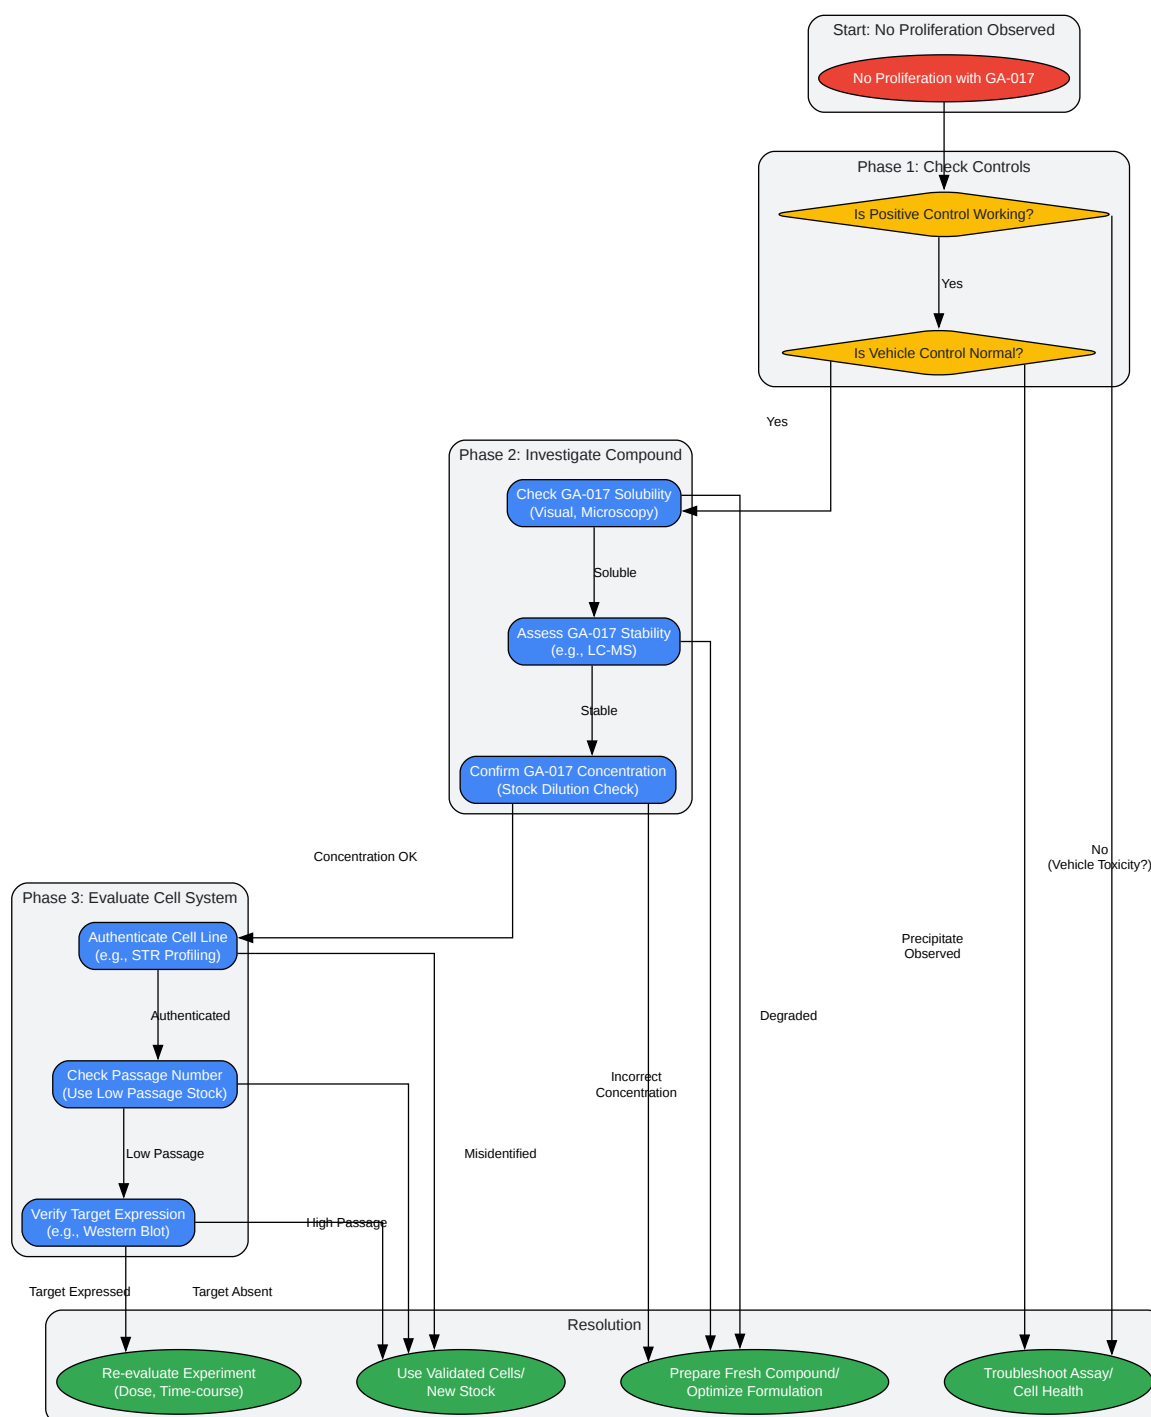 Start: No Proliferation Observed
No Proliferation with GA-017
Phase 1: Check Controls
Is Positive Control Working?
Yes
Is Vehicle Control Normal?
Yes
Phase 2: Investigate Compound
Check GA-017 Solubility
(Visual, Microscopy)
Soluble
Assess GA-017 Stability
(e.g., LC-MS)
Stable
Confirm GA-017 Concentration
(Stock Dilution Check)
Concentration OK
No
(Vehicle Toxicity?)
Phase 3: Evaluate Cell System
Authenticate Cell Line
(e.g., STR Profiling)
Precipitate
Observed
Authenticated
Degraded
Check Passage Number
(Use Low Passage Stock)
Incorrect
Concentration
Low Passage
Misidentified
Verify Target Expression
(e.g., Western Blot)
High Passage
Target Expressed
Target Absent
Resolution
Re-evaluate Experiment
(Dose, Time-course)
Use Validated Cells/
New Stock
Prepare Fresh Compound/
Optimize Formulation
Troubleshoot Assay/
Cell Health